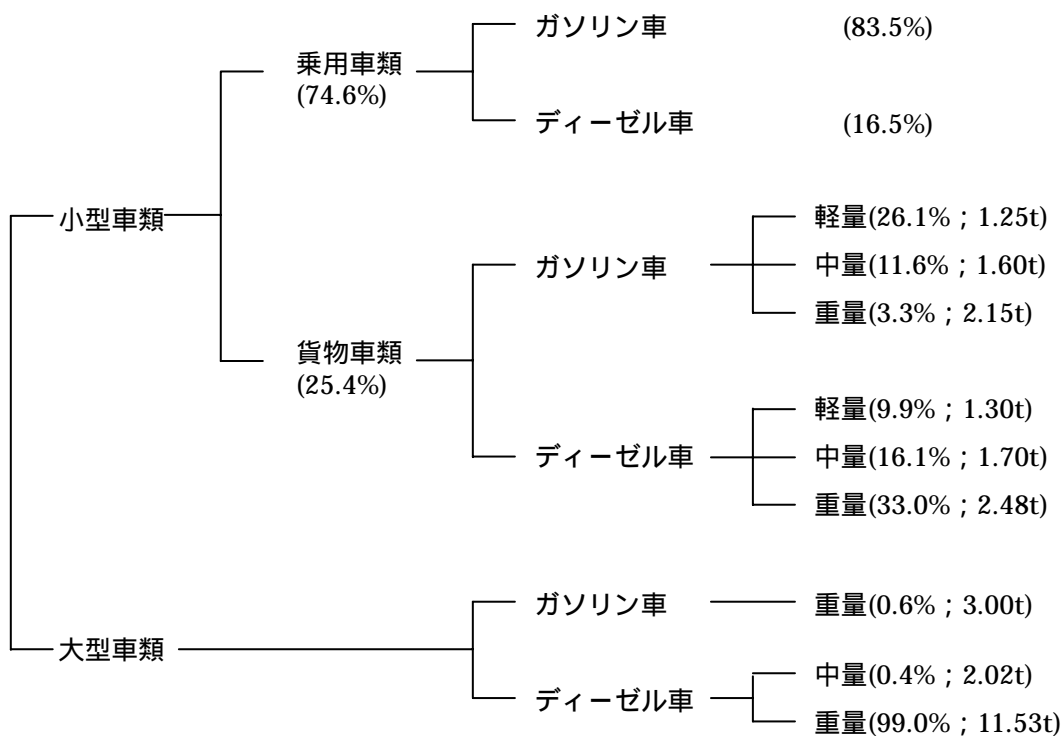 ガソリン車 (83.5%)
乗用車類
(74.6%)
ディーゼル車 (16.5%)
小型車類
軽量(26.1% ; 1.25t)
ガソリン車 中量(11.6% ; 1.60t)
重量(3.3% ; 2.15t)
貨物車類
(25.4%)
軽量(9.9% ; 1.30t)
ディーゼル車 中量(16.1% ; 1.70t)
重量(33.0% ; 2.48t)
ガソリン車 重量(0.6% ; 3.00t)
大型車類
中量(0.4% ; 2.02t)
ディーゼル車
重量(99.0% ; 11.53t)